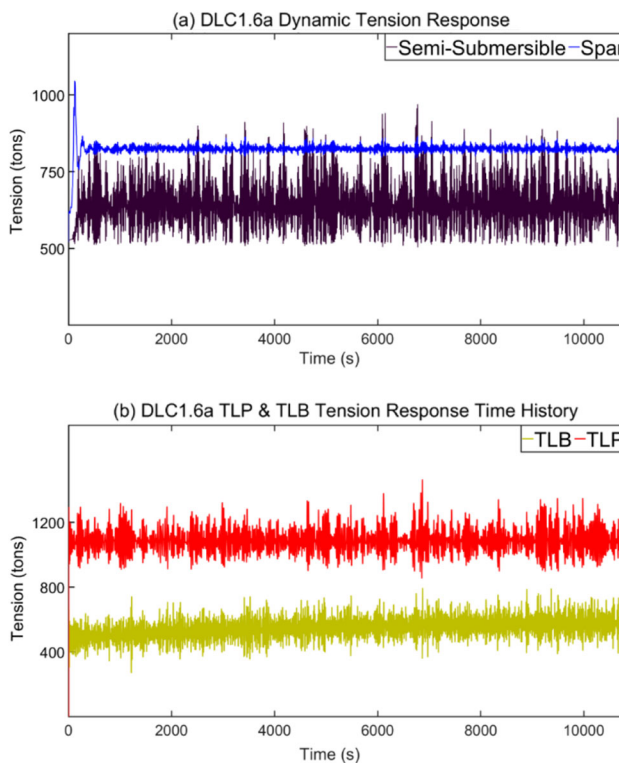 (a) DLC1.6a Dynamic Tension Response
Semi-Submersible Spar
1000
750
500
Tension (tons)
0 2000 4000 6000 8000 10000
Time (s)
(b) DLC1.6a TLP & TLB Tension Response Time History
TLB TLP
1200
800
400
Tension (tons)
0 2000 4000 6000 8000 10000
Time (s)